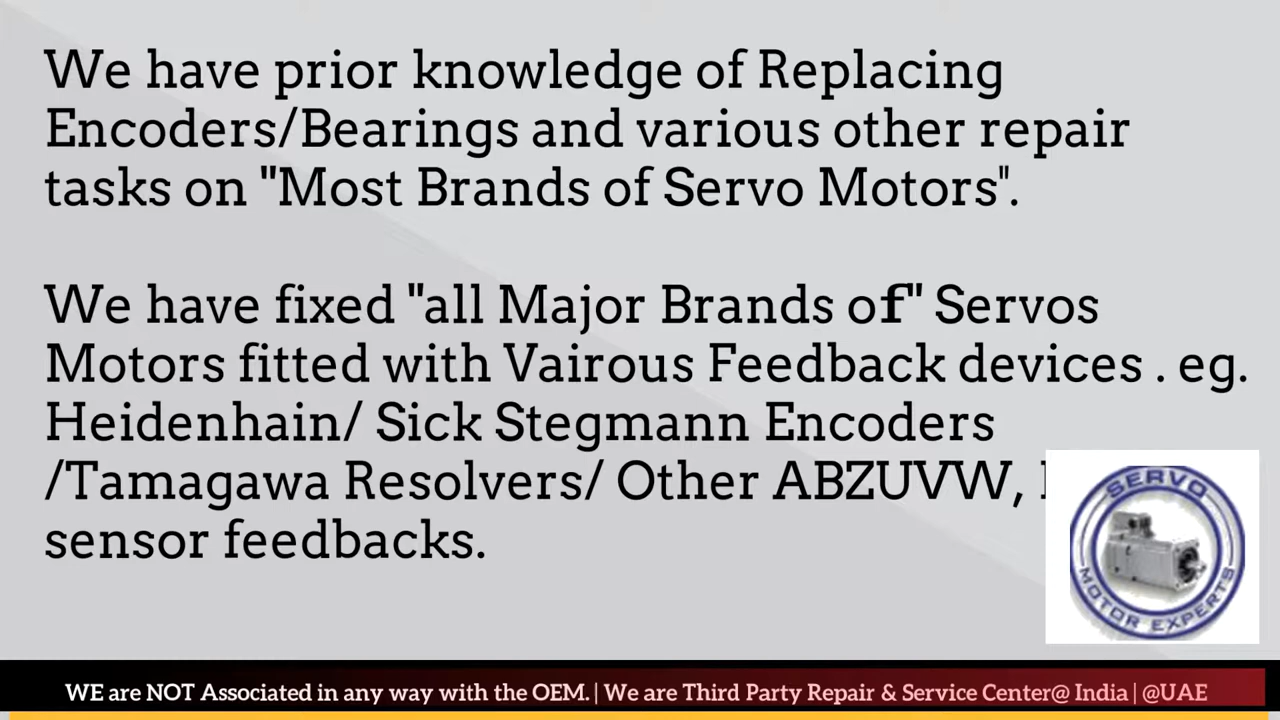 We have prior knowledge of Replacing
Encoders/Bearings and various other repair
tasks on "Most Brands of Servo Motors".
We have fixed "all Major Brands of" Servos
Motors fitted with Vairous Feedback devices . eg.
Heidenhain/ Sick Stegmann Encoders
/Tamagawa Resolvers/ Other ABZUVW,
sensor feedbacks.
SERVO
MOTOR EXPERTS
WE are NOT Associated in any way with the OEM. | We are Third Party Repair & Service Center@ India | @UAE